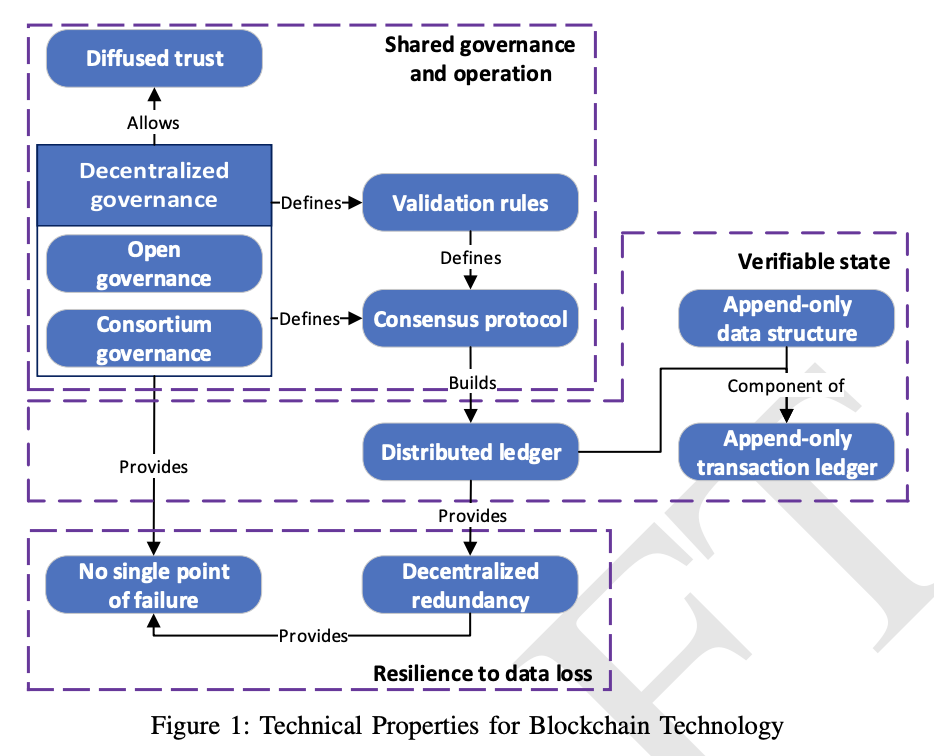 Shared governance
and operation
Diffused trust
Allows
Decentralized
governance
Open
governance
Consortium
governance
Defines
Validation rules
Defines
Defines
Consensus protocol
Builds
Verifiable state
Append-only
data structure
Component of
Append-only
transaction ledger
Distributed ledger
Provides
Provides
No single point
of failure
Decentralized
redundancy
Provides
Resilience to data loss
FT
Figure 1: Technical Properties for Blockchain Technology